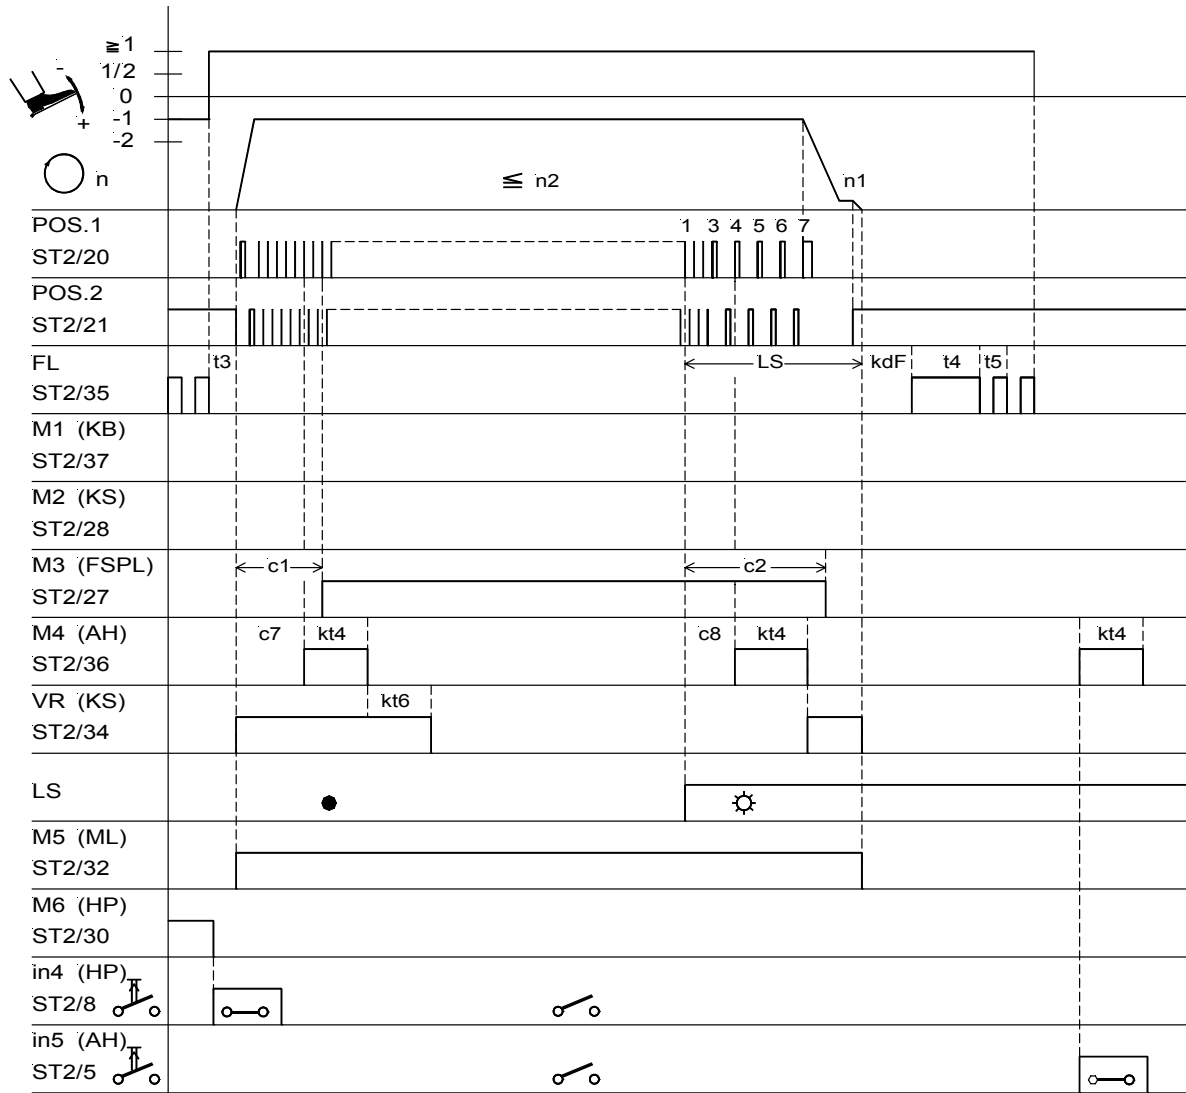 ≧1
-
1/2
0
-1
+
-2
n
≦ n2
n1
POS.1
1 3 4 5 6 7
ST2/20
POS.2
ST2/21
FL
t3
LS
kdF
t4
t5
ST2/35
M1 (KB)
ST2/37
M2 (KS)
ST2/28
M3 (FSPL)
c1
c2
ST2/27
M4 (AH)
c7
kt4
c8
kt4
kt4
ST2/36
VR (KS)
kt6
ST2/34
LS
M5 (ML)
ST2/32
M6 (HP)
ST2/30
in4 (HP)
ST2/8
in5 (AH)
ST2/5